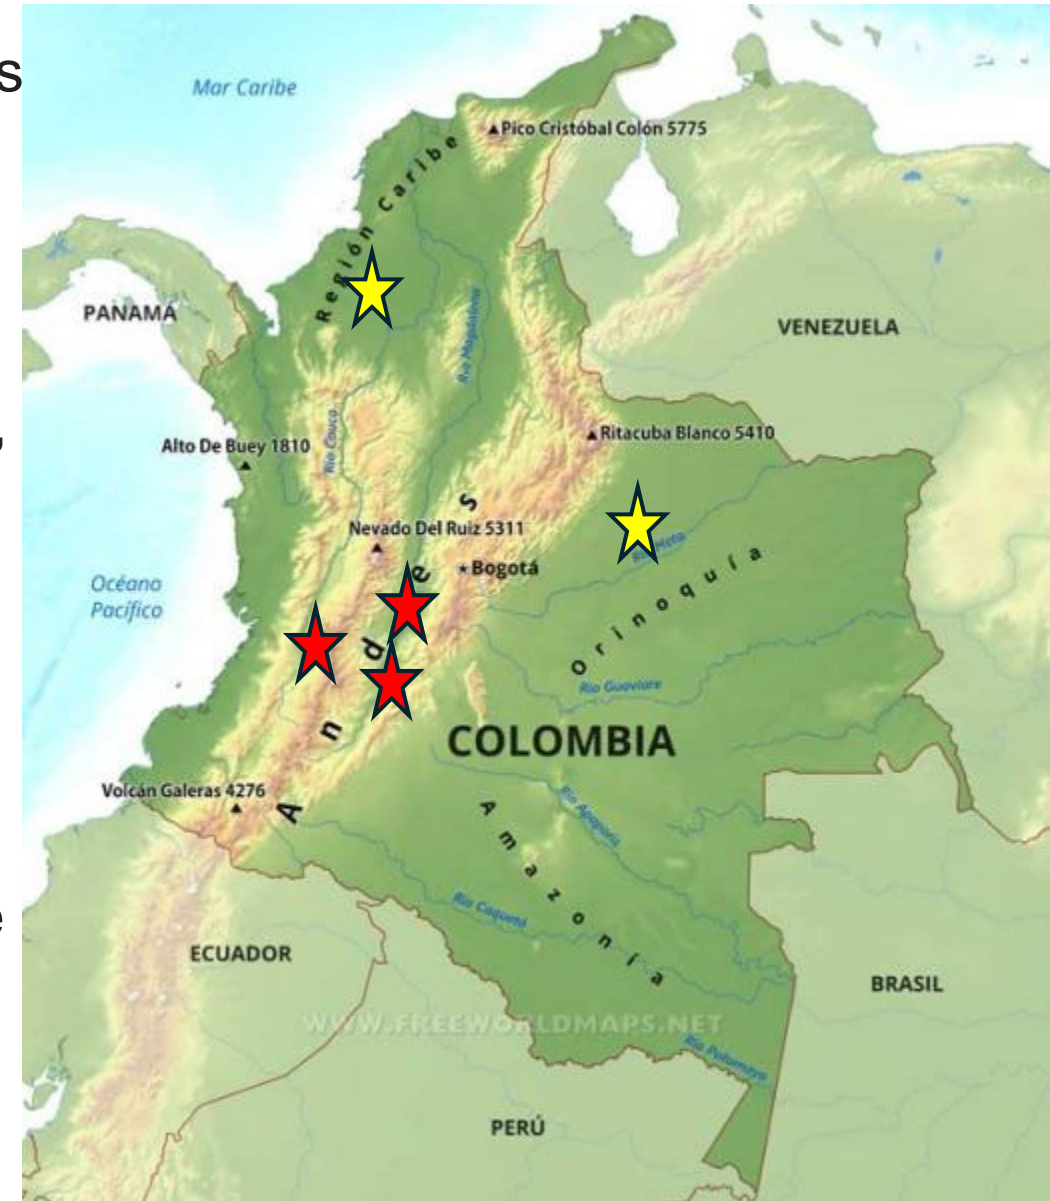 s
Mar Caribe
Pico Cristóbal Colón 5775
Región Caribe
PANAMÁ
VENEZUELA
Río Magdalena
,
Alto De Buey 1810
Río Cauca
Ritacuba Blanco 5410
Nevado Del Ruiz 5311
Bogotá
Río Meta
Océano
Pacífico
Andes
Orinoquía
Río Guaviare
COLOMBIA
Volcán Galeras 4276
Río Apaporis
Amazonía
Río Caquetá
e
ECUADOR
BRASIL
WWW.FREEWORLDMAPS.NET
Río Putumayo
PERÚ